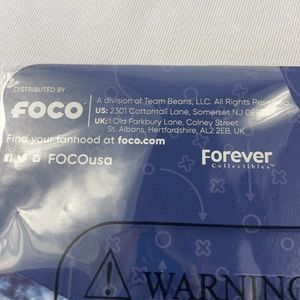 DISTRIBUTED BY
FOCO
A division of Team Beans, LLC. All Rights
US: 2301 Cottontail Lane, Somerset NJ
UK: 1 Old Parkbury Lane, Colney Street
St. Albans, Hertfordshire, AL2 2EB, UK
Find your fanhood at foco.com
FOCOusa
Forever
Collectibles™
WARNING